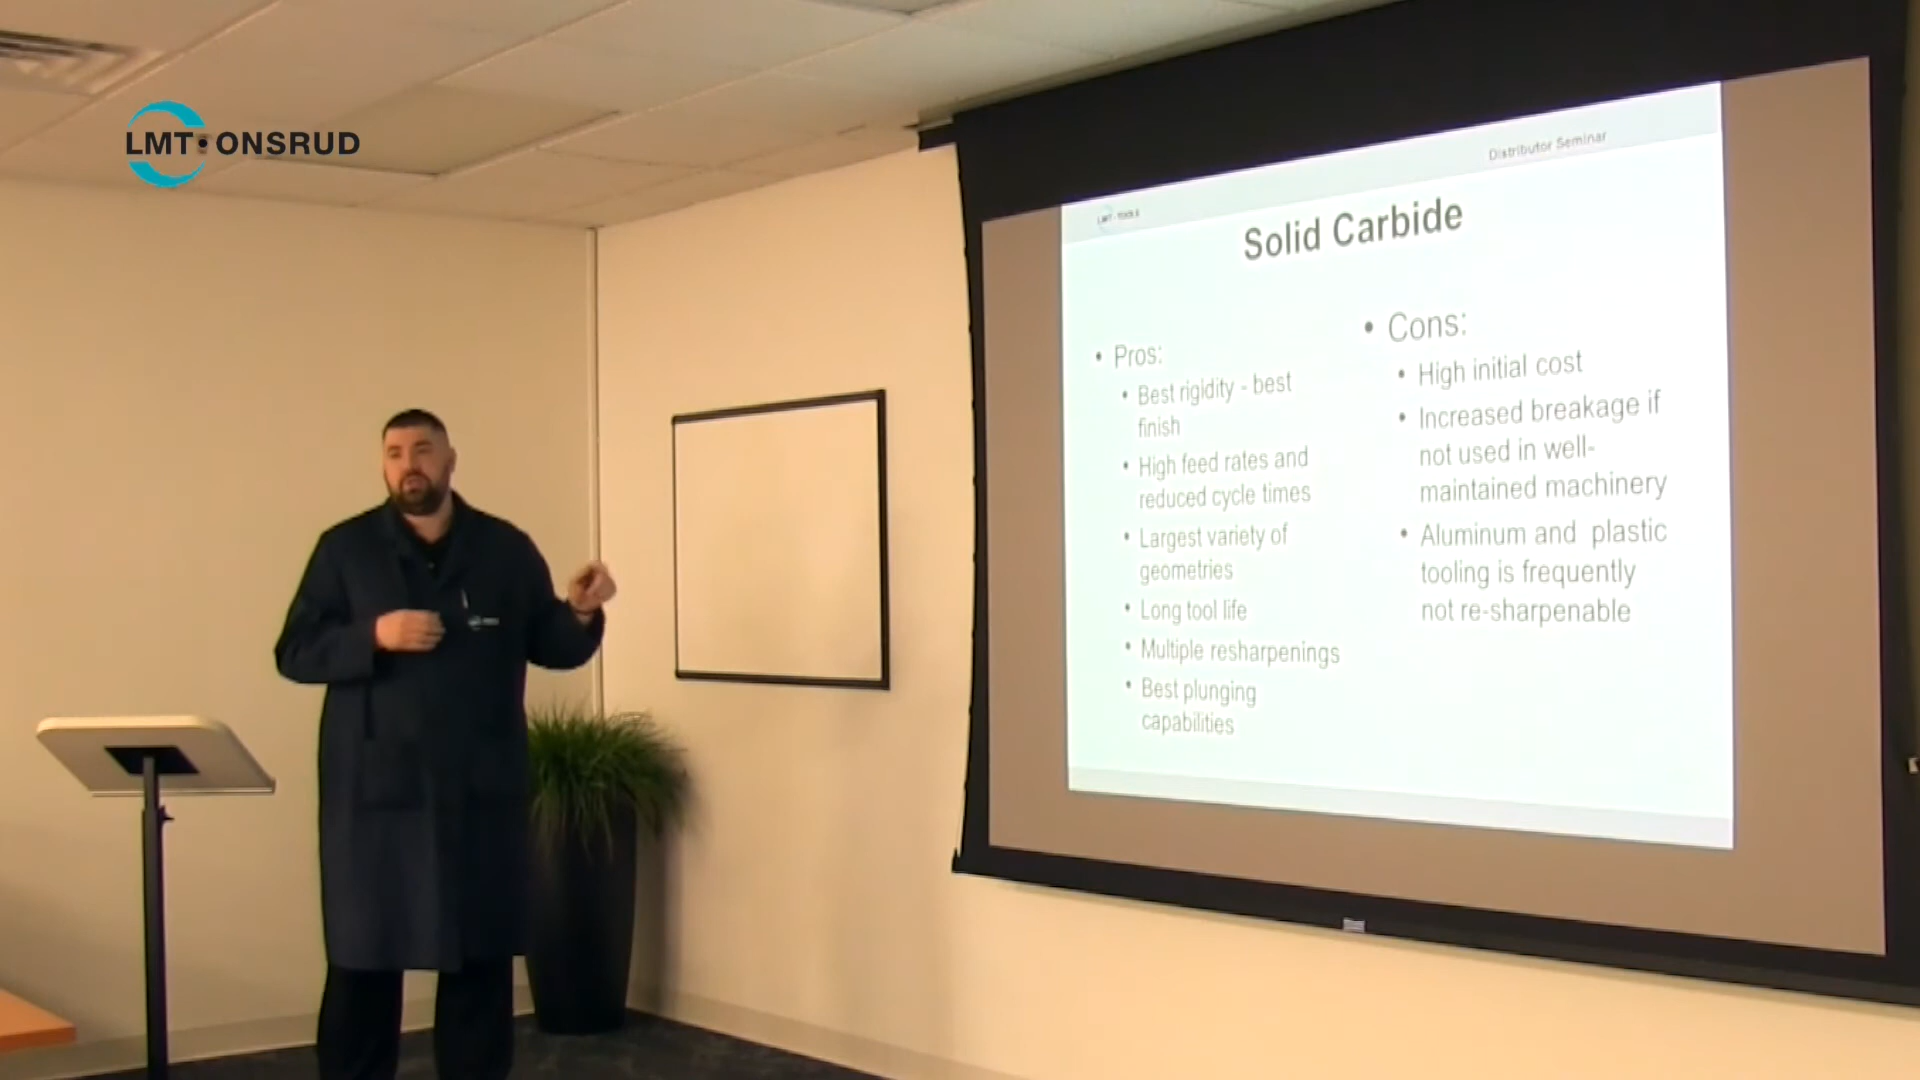 LMT ONSRUD
Distributor Seminar
LMT TOOLS
Solid Carbide
• Pros:
• Best rigidity - best
finish
• High feed rates and
reduced cycle times
• Largest variety of
geometries
• Long tool life
• Multiple resharpenings
• Best plunging
capabilities
• Cons:
• High initial cost
• Increased breakage if
not used in well-
maintained machinery
• Aluminum and plastic
tooling is frequently
not re-sharpenable